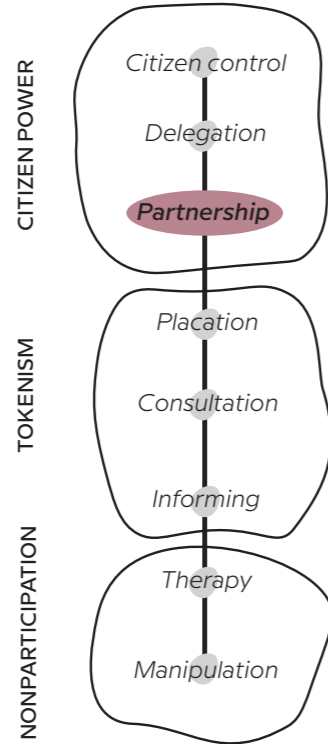 CITIZEN POWER
Citizen control
Delegation
Partnership
TOKENISM
Placation
Consultation
Informing
NONPARTICIPATION
Therapy
Manipulation